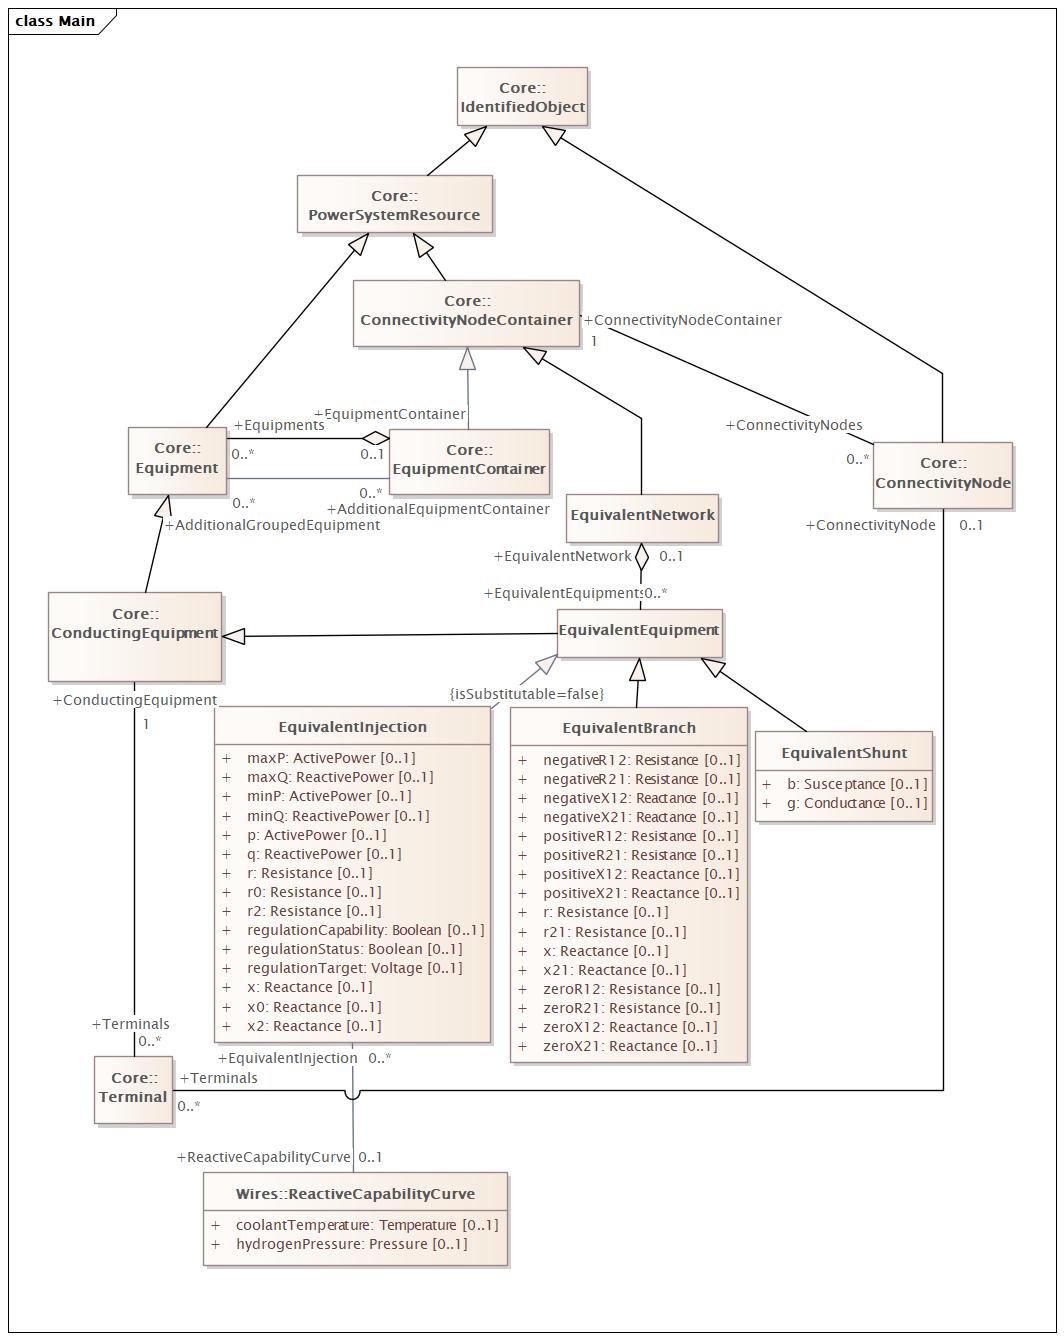 class Main
Core::
IdentifiedObject
Core::
PowerSystemResource
Core::
ConnectivityNodeContainer
+ConnectivityNodeContainer
1
+EquipmentContainer
+Equipments
0..*
0..1
+ConnectivityNodes
0..*
Core::
Equipment
Core::
EquipmentContainer
Core::
ConnectivityNode
0..*
0..*
+AdditionalEquipmentContainer
+AdditionalGroupedEquipment
EquivalentNetwork
+ConnectivityNode
0..1
+EquivalentNetwork
0..1
+EquivalentEquipments
0..*
Core::
ConductingEquipment
EquivalentEquipment
+ConductingEquipment
1
{isSubstitutable=false}
EquivalentInjection
+ maxP: ActivePower [0..1]
+ maxQ: ReactivePower [0..1]
+ minP: ActivePower [0..1]
+ minQ: ReactivePower [0..1]
+ p: ActivePower [0..1]
+ q: ReactivePower [0..1]
+ r: Resistance [0..1]
+ r0: Resistance [0..1]
+ r2: Resistance [0..1]
+ regulationCapability: Boolean [0..1]
+ regulationStatus: Boolean [0..1]
+ regulationTarget: Voltage [0..1]
+ x: Reactance [0..1]
+ x0: Reactance [0..1]
+ x2: Reactance [0..1]
EquivalentBranch
+ negativeR12: Resistance [0..1]
+ negativeR21: Resistance [0..1]
+ negativeX12: Reactance [0..1]
+ negativeX21: Reactance [0..1]
+ positiveR12: Resistance [0..1]
+ positiveR21: Resistance [0..1]
+ positiveX12: Reactance [0..1]
+ positiveX21: Reactance [0..1]
+ r: Resistance [0..1]
+ r21: Resistance [0..1]
+ x: Reactance [0..1]
+ x21: Reactance [0..1]
+ zeroR12: Resistance [0..1]
+ zeroR21: Resistance [0..1]
+ zeroX12: Reactance [0..1]
+ zeroX21: Reactance [0..1]
EquivalentShunt
+ b: Susceptance [0..1]
+ g: Conductance [0..1]
+Terminals
0..*
Core::
Terminal
+Terminals
0..*
+EquivalentInjection
0..*
+ReactiveCapabilityCurve
0..1
Wires::ReactiveCapabilityCurve
+ coolantTemperature: Temperature [0..1]
+ hydrogenPressure: Pressure [0..1]